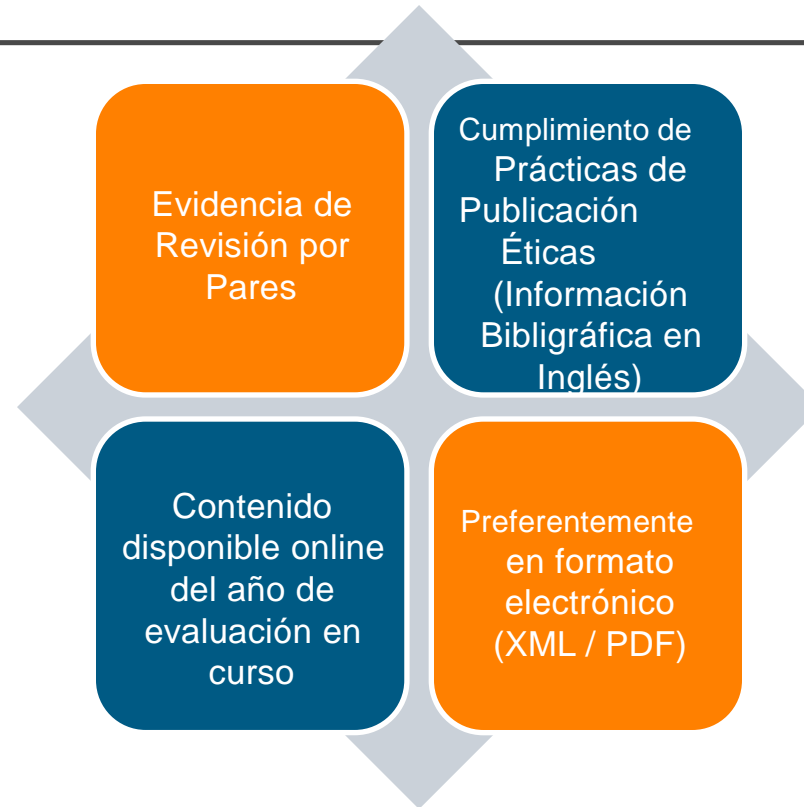 Evidencia de
Revisión por
Pares
Cumplimiento de
Prácticas de
Publicación
Éticas
(Información
Bibligráfica en
Inglés)
Contenido
disponible online
del año de
evaluación en
curso
Preferentemente
en formato
electrónico
(XML / PDF)